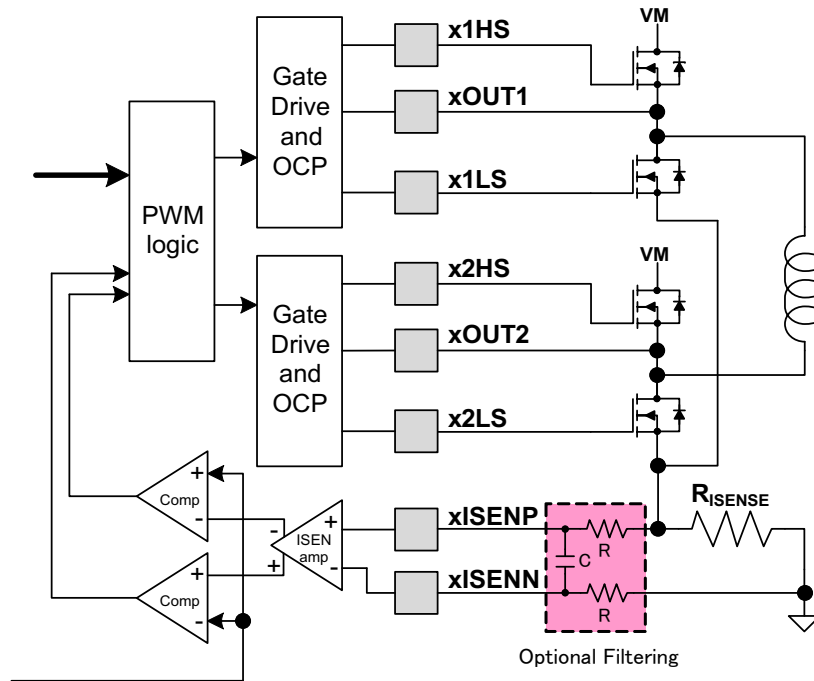 VM
x1HS
Gate
Drive
and
OCP
xOUT1
x1LS
PWM
logic
VM
x2HS
Gate
Drive
and
OCP
xOUT2
x2LS
+
Comp
-
-
+
+
ISEN
amp
-
xISENP
R
C
RISENSE
+
Comp
-
xISENN
R
Optional Filtering